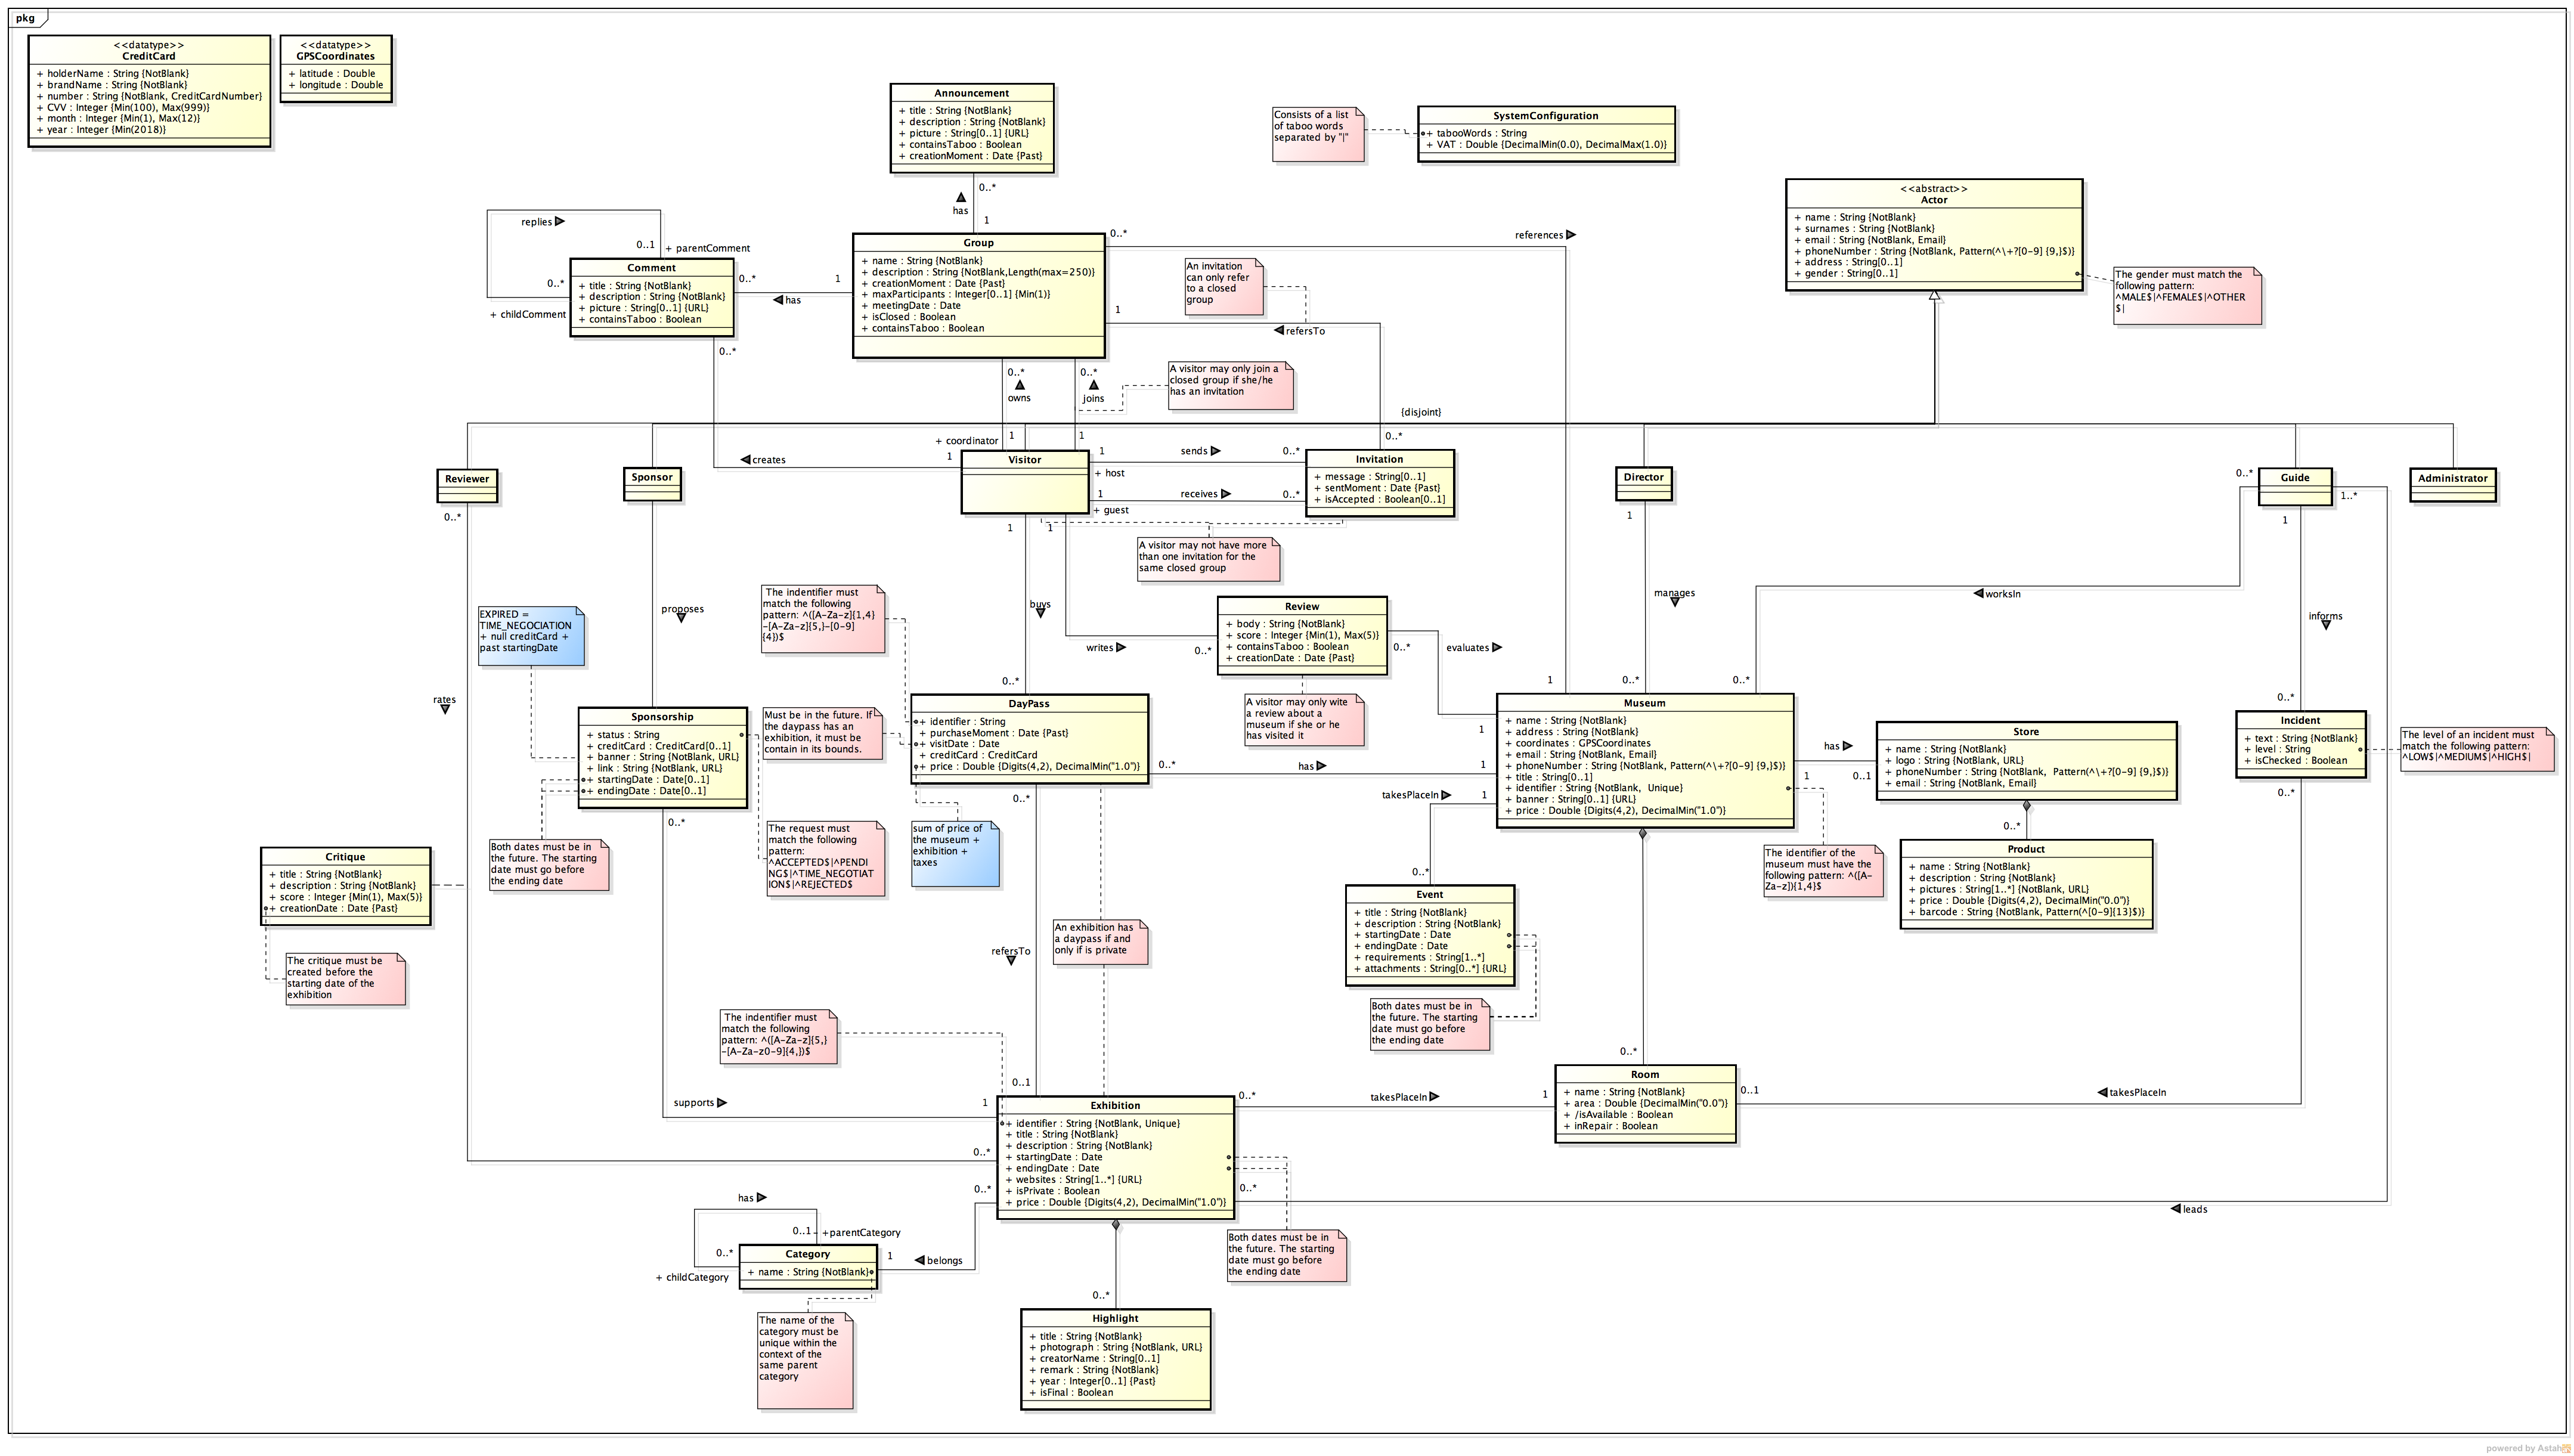 pkg
<<datatype>>
CreditCard
+ holderName : String {NotBlank}
+ brandName : String {NotBlank}
+ number : String {NotBlank, CreditCardNumber}
+ CVV : Integer {Min(100), Max(999)}
+ month : Integer {Min(1), Max(12)}
+ year : Integer {Min(2018)}
<<datatype>>
GPSCoordinates
+ latitude : Double
+ longitude : Double
Announcement
+ title : String {NotBlank}
+ description : String {NotBlank}
+ picture : String[0..1] {URL}
+ containsTaboo : Boolean
+ creationMoment : Date {Past}
Consists of a list
of taboo words
separated by "|"
SystemConfiguration
+ tabooWords : String
+ VAT : Double {DecimalMin(0.0), DecimalMax(1.0)}
<<abstract>>
Actor
+ name : String {NotBlank}
+ surnames : String {NotBlank}
+ email : String {NotBlank, Email}
+ phoneNumber : String {NotBlank, Pattern(^\+?[0-9] {9,}$)}
+ address : String[0..1]
+ gender : String[0..1]
The gender must match the
following pattern:
^MALE$|^FEMALE$|^OTHER
$|
0..*
has
1
replies
0..1
+ parentComment
0..*
+ childComment
Comment
+ title : String {NotBlank}
+ description : String {NotBlank}
+ picture : String[0..1] {URL}
+ containsTaboo : Boolean
0..*
has
1
Group
+ name : String {NotBlank}
+ description : String {NotBlank,Length(max=250)}
+ creationMoment : Date {Past}
+ maxParticipants : Integer[0..1] {Min(1)}
+ meetingDate : Date
+ isClosed : Boolean
+ containsTaboo : Boolean
0..*
references
An invitation
can only refer
to a closed
group
1
refersTo
0..*
0..*
owns
0..*
joins
A visitor may only join a
closed group if she/he
has an invitation
{disjoint}
+ coordinator
1
1
creates
1
0..*
Reviewer
Sponsor
Visitor
1
sends
0..*
+ host
1
receives
0..*
+ guest
Invitation
+ message : String[0..1]
+ sentMoment : Date {Past}
+ isAccepted : Boolean[0..1]
Director
Guide
Administrator
0..*
1..*
0..*
1
1
1
1
A visitor may not have more
than one invitation for the
same closed group
EXPIRED =
TIME_NEGOCIATION
+ null creditCard +
past startingDate
proposes
The indentifier must
match the following
pattern: ^([A-Za-z]{1,4}
-[A-Za-z]{5,}-[0-9]
{4})$
buys
writes
0..*
Review
+ body : String {NotBlank}
+ score : Integer {Min(1), Max(5)}
+ containsTaboo : Boolean
+ creationDate : Date {Past}
0..*
evaluates
manages
worksIn
informs
rates
0..*
1
0..*
0..*
0..*
Sponsorship
+ status : String
+ creditCard : CreditCard[0..1]
+ banner : String {NotBlank, URL}
+ link : String {NotBlank, URL}
+ startingDate : Date[0..1]
+ endingDate : Date[0..1]
Must be in the future. If
the daypass has an
exhibition, it must be
contain in its bounds.
DayPass
+ identifier : String
+ purchaseMoment : Date {Past}
+ visitDate : Date
+ creditCard : CreditCard
+ price : Double {Digits(4,2), DecimalMin("1.0")}
A visitor may only wite
a review about a
museum if she or he
has visited it
1
Museum
+ name : String {NotBlank}
+ address : String {NotBlank}
+ coordinates : GPSCoordinates
+ email : String {NotBlank, Email}
+ phoneNumber : String {NotBlank, Pattern(^\+?[0-9] {9,}$)}
+ title : String[0..1]
+ identifier : String {NotBlank, Unique}
+ banner : String[0..1] {URL}
+ price : Double {Digits(4,2), DecimalMin("1.0")}
has
1
0..1
Store
+ name : String {NotBlank}
+ logo : String {NotBlank, URL}
+ phoneNumber : String {NotBlank, Pattern(^\+?[0-9] {9,}$)}
+ email : String {NotBlank, Email}
Incident
+ text : String {NotBlank}
+ level : String
+ isChecked : Boolean
The level of an incident must
match the following pattern:
^LOW$|^MEDIUM$|^HIGH$|
0..*
has
1
takesPlaceIn
1
0..*
0..*
0..*
0..*
Both dates must be in
the future. The starting
date must go before
the ending date
The request must
match the following
pattern:
^ACCEPTED$|^PENDI
NG$|^TIME_NEGOTIAT
ION$|^REJECTED$
sum of price of
the museum +
exhibition +
taxes
The identifier of the
museum must have the
following pattern: ^([A-
Za-z]){1,4}$
Product
+ name : String {NotBlank}
+ description : String {NotBlank}
+ pictures : String[1..*] {NotBlank, URL}
+ price : Double {Digits(4,2), DecimalMin("0.0")}
+ barcode : String {NotBlank, Pattern(^[0-9]{13}$)}
Critique
+ title : String {NotBlank}
+ description : String {NotBlank}
+ score : Integer {Min(1), Max(5)}
+ creationDate : Date {Past}
0..*
Event
+ title : String {NotBlank}
+ description : String {NotBlank}
+ startingDate : Date
+ endingDate : Date
+ requirements : String[1..*]
+ attachments : String[0..*] {URL}
The critique must be
created before the
starting date of the
exhibition
refersTo
An exhibition has
a daypass if and
only if is private
Both dates must be in
the future. The starting
date must go before
the ending date
The indentifier must
match the following
pattern: ^([A-Za-z]{5,}
-[A-Za-z0-9]{4,})$
0..*
0..1
supports
1
Exhibition
+ identifier : String {NotBlank, Unique}
+ title : String {NotBlank}
+ description : String {NotBlank}
+ startingDate : Date
+ endingDate : Date
+ websites : String[1..*] {URL}
+ isPrivate : Boolean
+ price : Double {Digits(4,2), DecimalMin("1.0")}
0..*
takesPlaceIn
1
Room
+ name : String {NotBlank}
+ area : Double {DecimalMin("0.0")}
+ /isAvailable : Boolean
+ inRepair : Boolean
0..1
takesPlaceIn
0..*
0..*
0..*
leads
has
0..1
+parentCategory
0..*
+ childCategory
Category
+ name : String {NotBlank}
1
belongs
Both dates must be in
the future. The starting
date must go before
the ending date
0..*
The name of the
category must be
unique within the
context of the
same parent
category
Highlight
+ title : String {NotBlank}
+ photograph : String {NotBlank, URL}
+ creatorName : String[0..1]
+ remark : String {NotBlank}
+ year : Integer[0..1] {Past}
+ isFinal : Boolean
powered by Astah